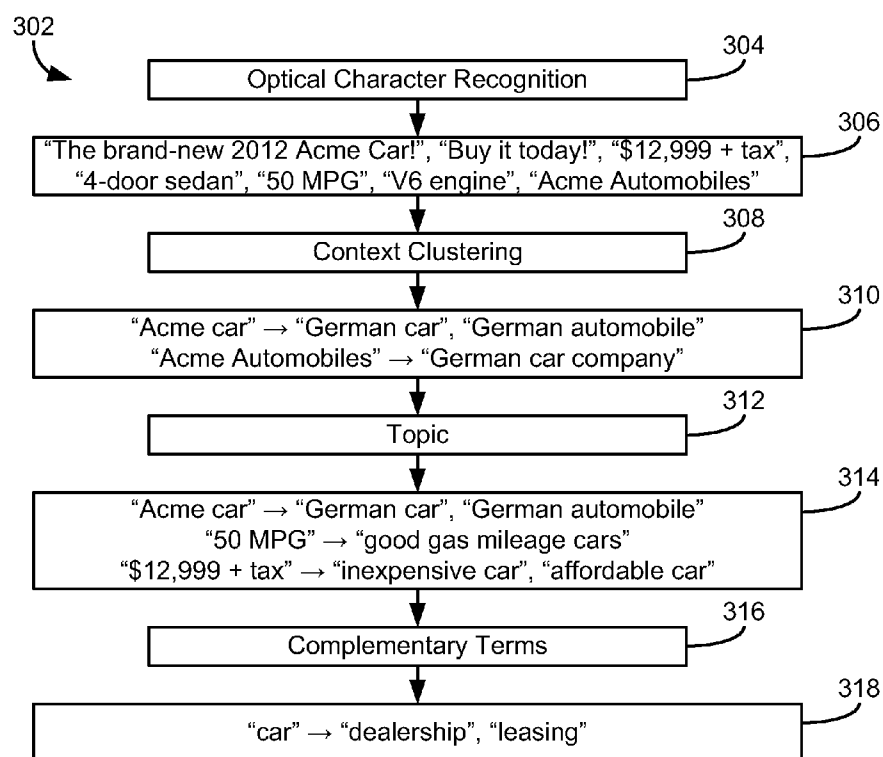 302
304
Optical Character Recognition
306
“The brand-new 2012 Acme Car!”, “Buy it today!”, “$12,999 + tax”,
“4-door sedan”, “50 MPG”, “V6 engine”, “Acme Automobiles”
308
Context Clustering
310
“Acme car” → “German car”, “German automobile”
“Acme Automobiles” → “German car company”
312
Topic
314
“Acme car” → “German car”, “German automobile”
“50 MPG” → “good gas mileage cars”
“$12,999 + tax” → “inexpensive car”, “affordable car”
316
Complementary Terms
318
“car” → “dealership”, “leasing”